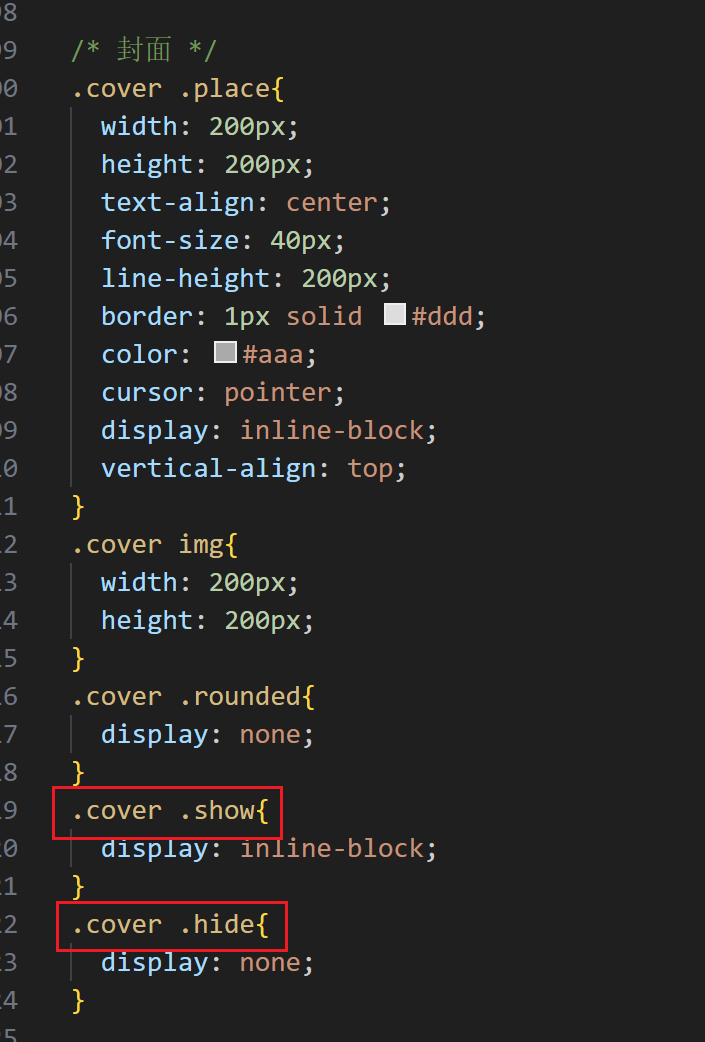 98
99 /* 封面 */
00 .cover .place{
01 width: 200px;
02 height: 200px;
03 text-align: center;
04 font-size: 40px;
05 line-height: 200px;
06 border: 1px solid #ddd;
07 color: #aaa;
08 cursor: pointer;
09 display: inline-block;
10 vertical-align: top;
11 }
12 .cover img{
13 width: 200px;
14 height: 200px;
15 }
16 .cover .rounded{
17 display: none;
18 }
19 .cover .show{
20 display: inline-block;
21 }
22 .cover .hide{
23 display: none;
24 }
25